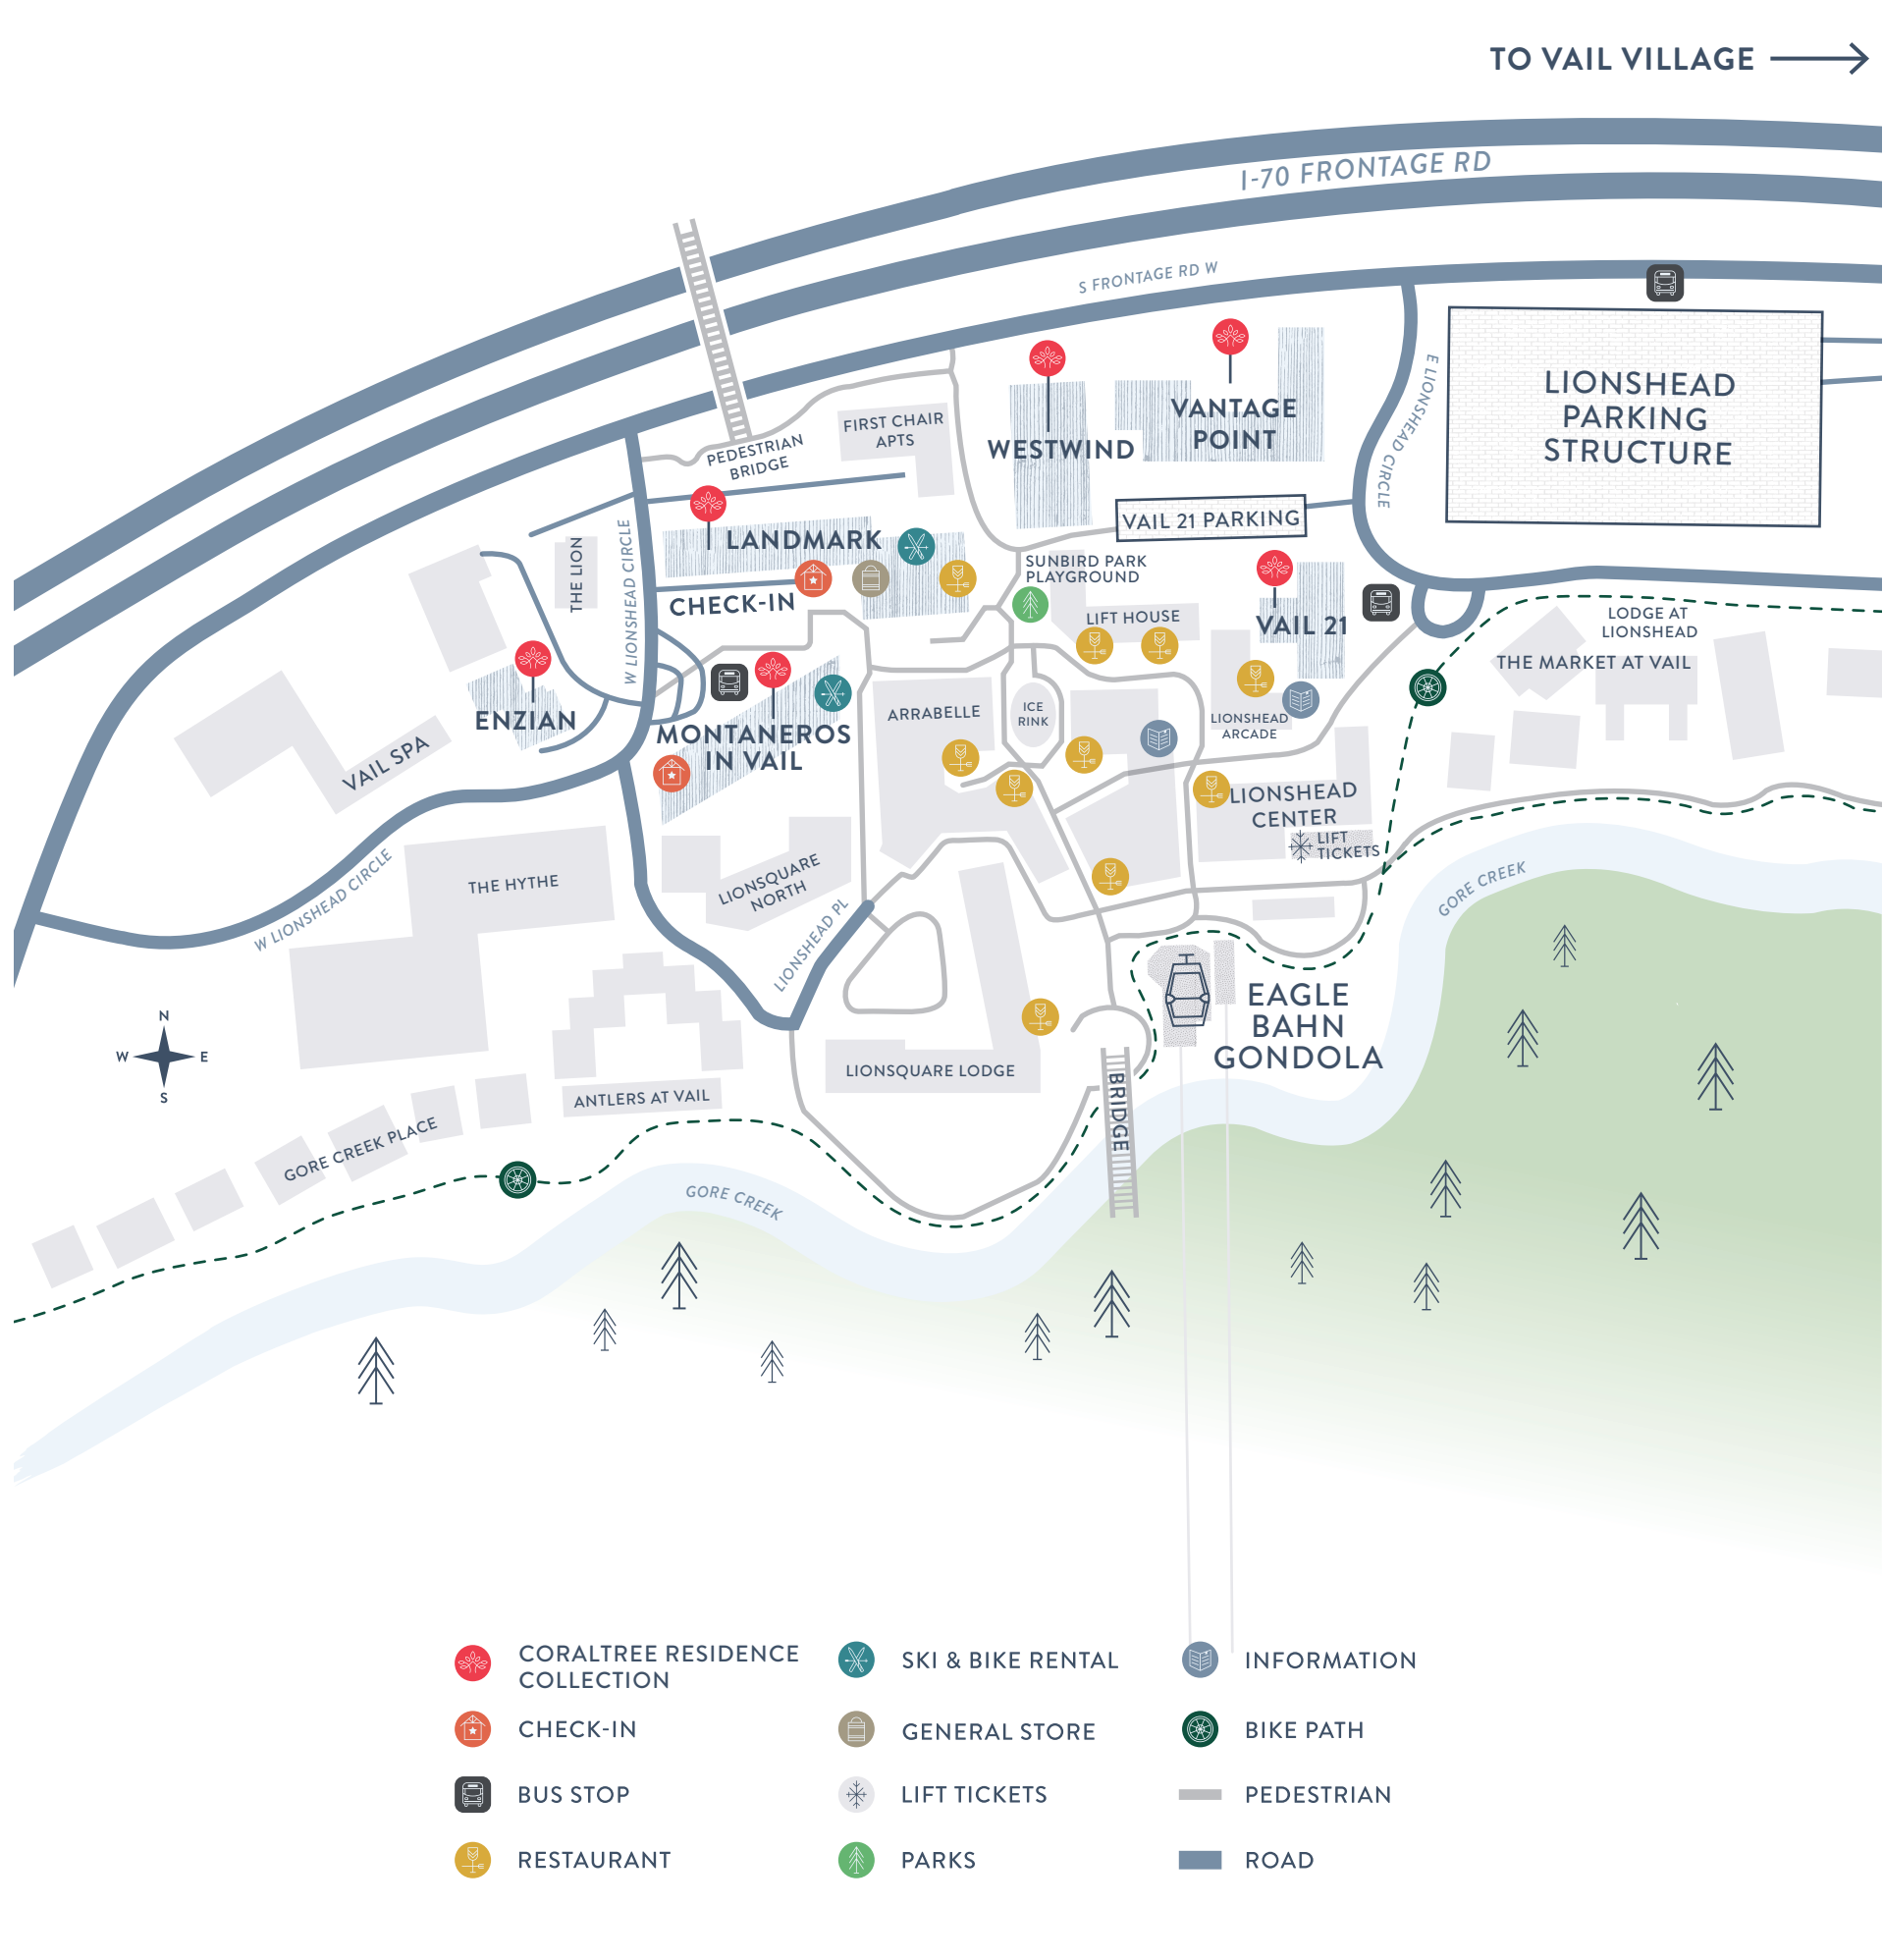 TO VAIL VILLAGE
I-70 FRONTAGE RD
S FRONTAGE RD W
E LIONSHEAD CIRCLE
LIONSHEAD
PARKING
STRUCTURE
VANTAGE
POINT
WESTWIND
FIRST CHAIR
APTS
PEDESTRIAN
BRIDGE
VAIL 21 PARKING
LANDMARK
THE LION
W LIONSHEAD CIRCLE
CHECK-IN
SUNBIRD PARK
PLAYGROUND
LIFT HOUSE
VAIL 21
LODGE AT
LIONSHEAD
THE MARKET AT VAIL
ENZIAN
MONTANEROS
IN VAIL
ARRABELLE
ICE
RINK
LIONSHEAD
ARCADE
VAIL SPA
LIONSHEAD
CENTER
LIFT
TICKETS
THE HYTHE
LIONSQUARE
NORTH
W LIONSHEAD CIRCLE
LIONSHEAD PL
GORE CREEK
EAGLE
BAHN
GONDOLA
N
W
E
S
LIONSQUARE LODGE
ANTLERS AT VAIL
BRIDGE
GORE CREEK PLACE
GORE CREEK
CORALTREE RESIDENCE
COLLECTION
CHECK-IN
BUS STOP
RESTAURANT
SKI & BIKE RENTAL
GENERAL STORE
LIFT TICKETS
PARKS
INFORMATION
BIKE PATH
PEDESTRIAN
ROAD